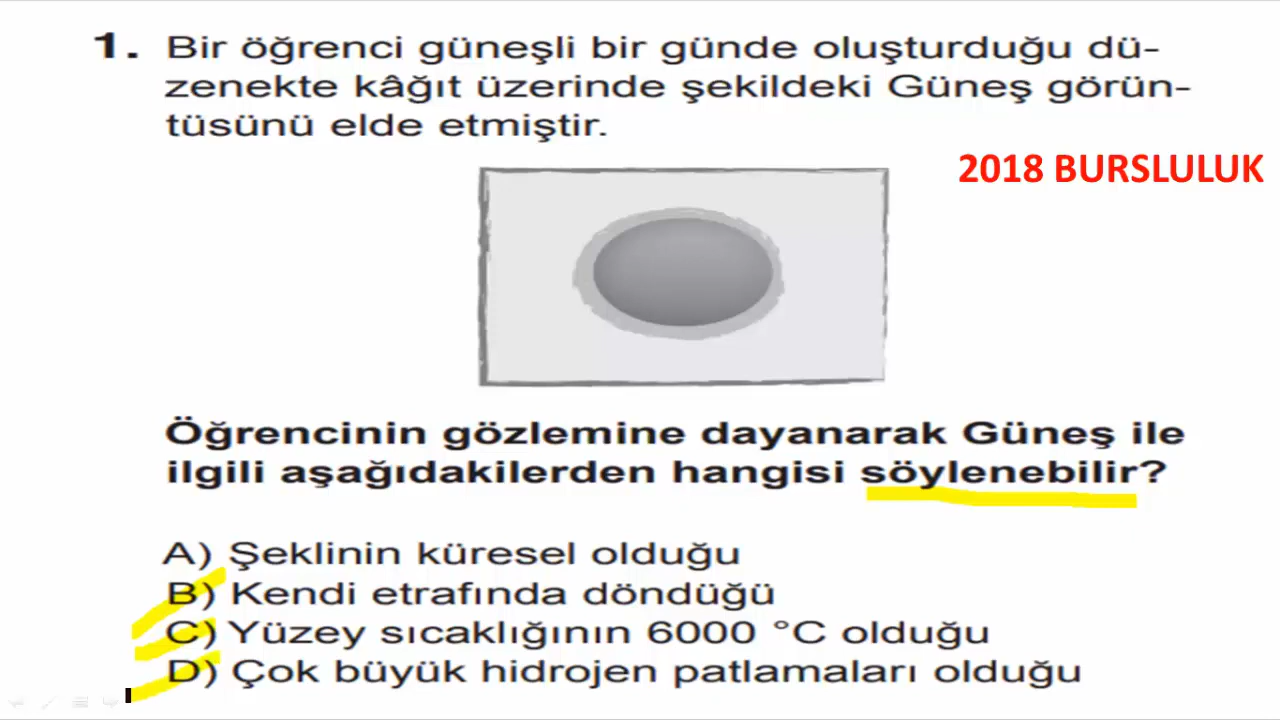 1. Bir öğrenci güneşli bir günde oluşturduğu dü-
zenekte kâğıt üzerinde şekildeki Güneş görün-
tüsünü elde etmiştir.
2018 BURSLULUK
Öğrencinin gözlemine dayanarak Güneş ile
ilgili aşağıdakilerden hangisi söylenebilir?
A) Şeklinin küresel olduğu
B) Kendi etrafında döndüğü
C) Yüzey sıcaklığının 6000 °C olduğu
D) Çok büyük hidrojen patlamaları olduğu